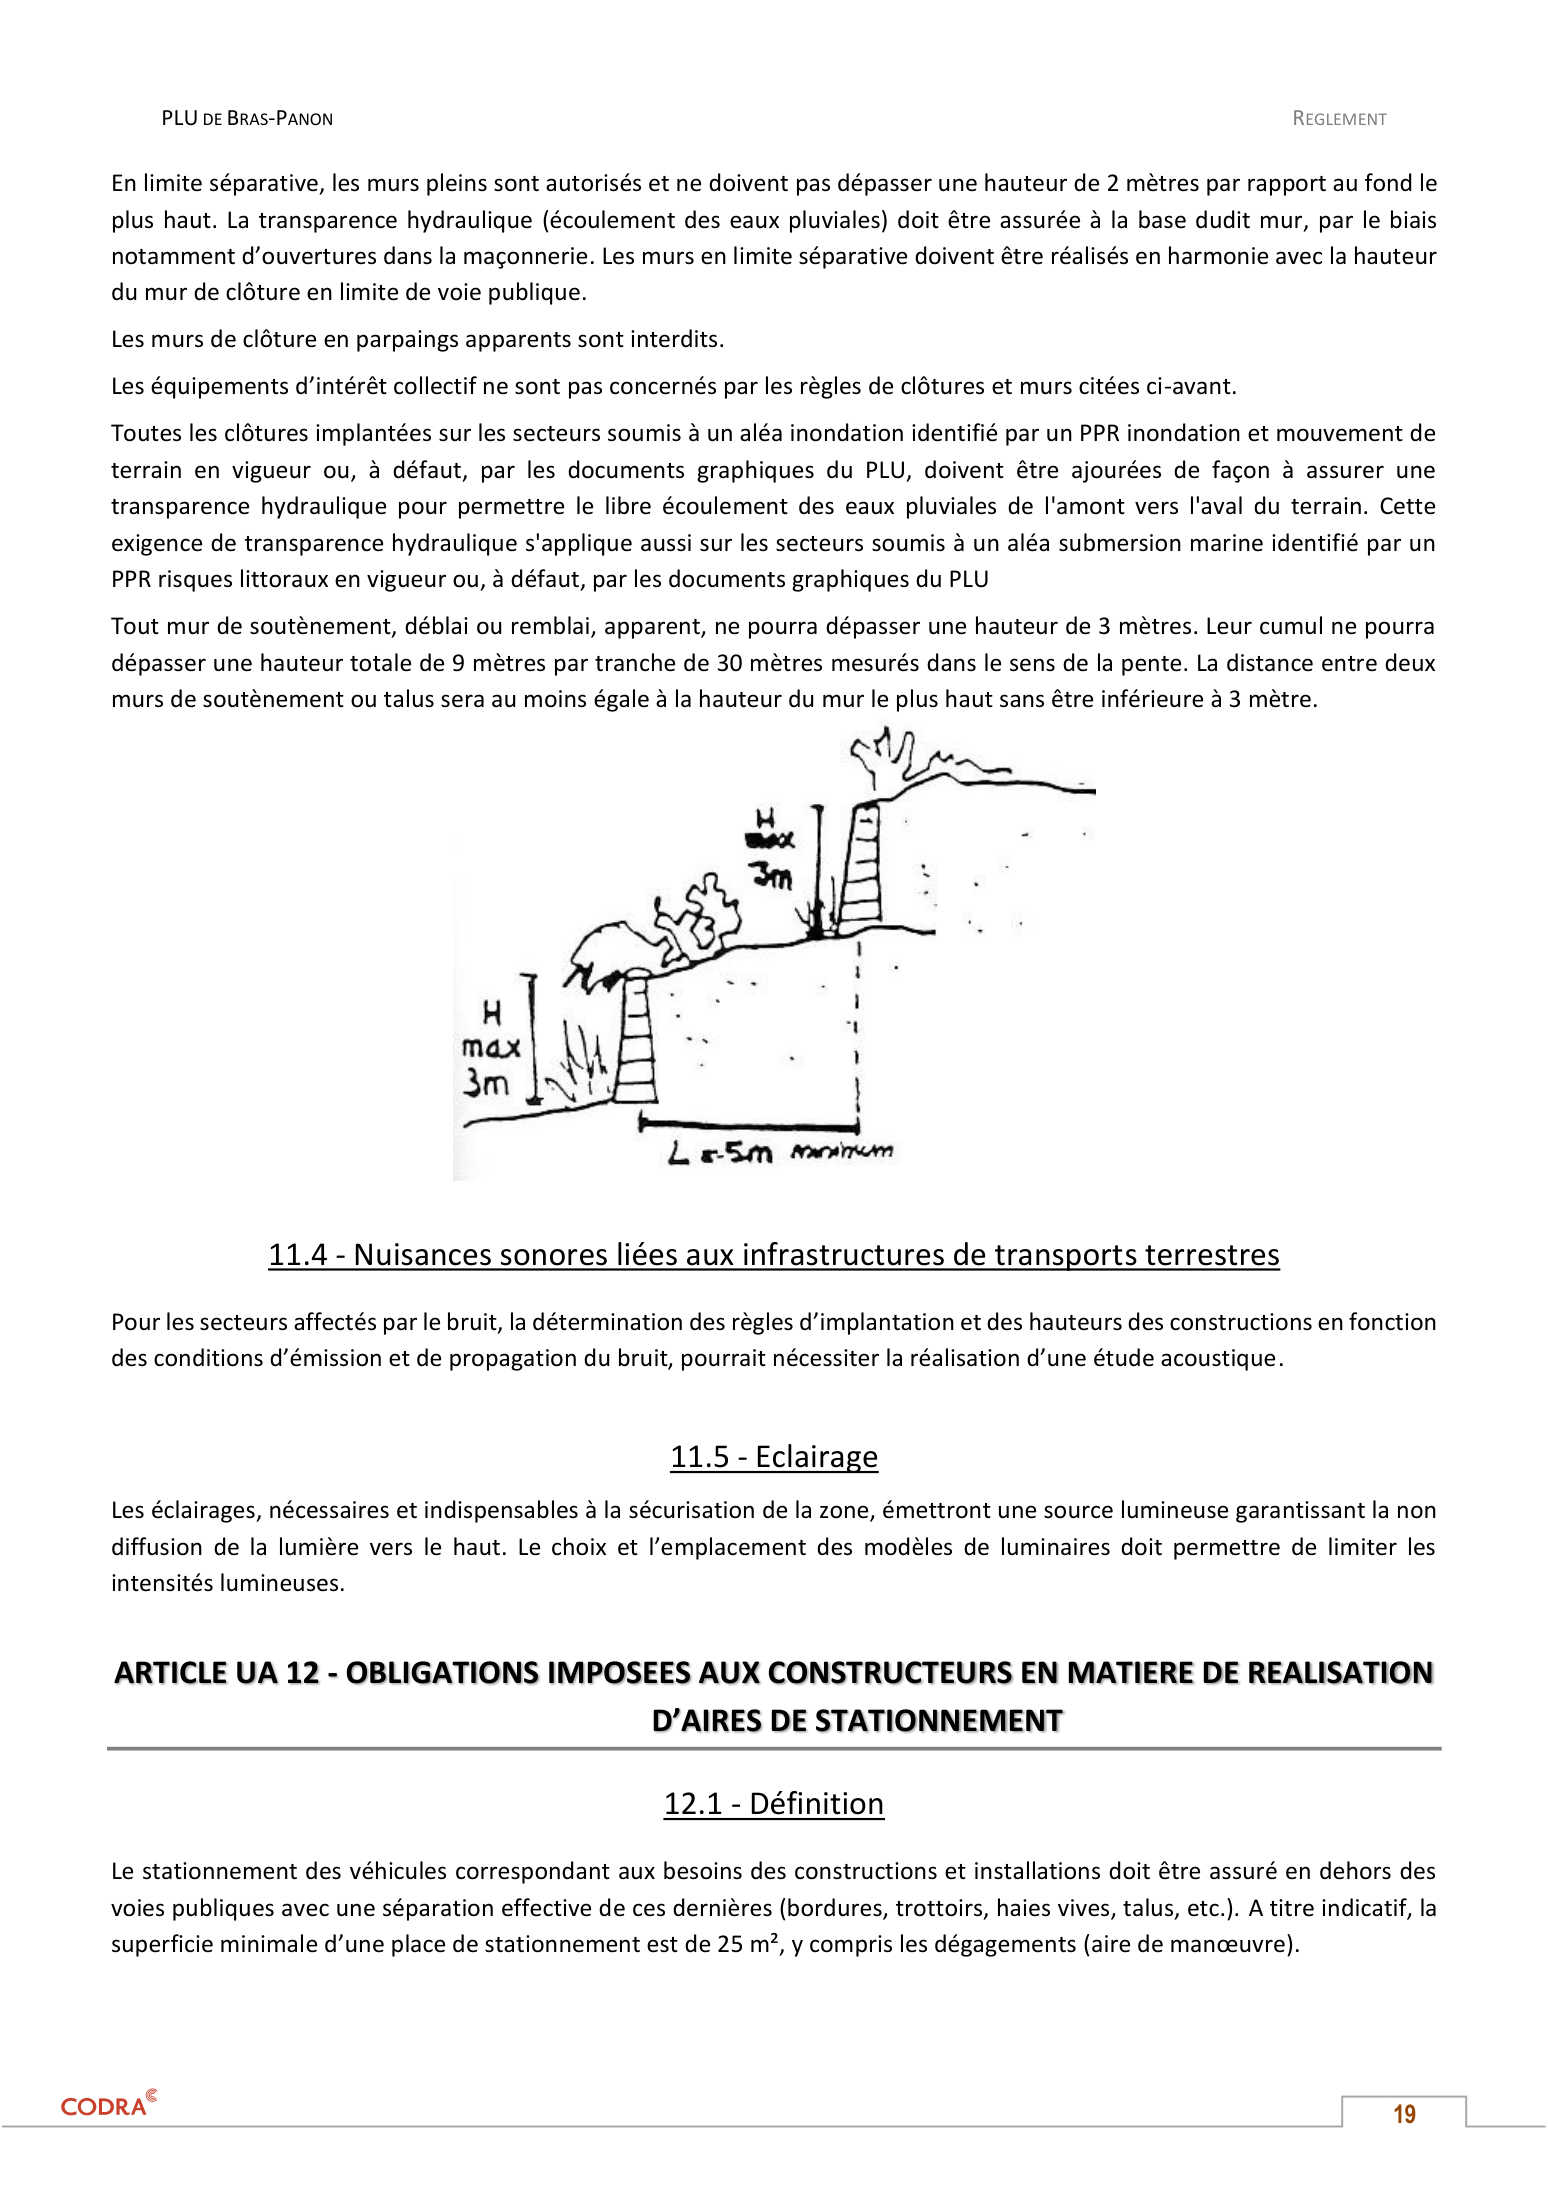 PLU DE BRAS-PANON
REGLEMENT
En limite séparative, les murs pleins sont autorisés et ne doivent pas dépasser une hauteur de 2 mètres par rapport au fond le
plus haut. La transparence hydraulique (écoulement des eaux pluviales) doit être assurée à la base dudit mur, par le biais
notamment d’ouvertures dans la maçonnerie. Les murs en limite séparative doivent être réalisés en harmonie avec la hauteur
du mur de clôture en limite de voie publique.
Les murs de clôture en parpaings apparents sont interdits.
Les équipements d’intérêt collectif ne sont pas concernés par les règles de clôtures et murs citées ci-avant.
Toutes les clôtures implantées sur les secteurs soumis à un aléa inondation identifié par un PPR inondation et mouvement de
terrain en vigueur ou, à défaut, par les documents graphiques du PLU, doivent être ajourées de façon à assurer une
transparence hydraulique pour permettre le libre écoulement des eaux pluviales de l'amont vers l'aval du terrain. Cette
exigence de transparence hydraulique s'applique aussi sur les secteurs soumis à un aléa submersion marine identifié par un
PPR risques littoraux en vigueur ou, à défaut, par les documents graphiques du PLU
Tout mur de soutènement, déblai ou remblai, apparent, ne pourra dépasser une hauteur de 3 mètres. Leur cumul ne pourra
dépasser une hauteur totale de 9 mètres par tranche de 30 mètres mesurés dans le sens de la pente. La distance entre deux
murs de soutènement ou talus sera au moins égale à la hauteur du mur le plus haut sans être inférieure à 3 mètre.
H
max
3m
H
max
3m
L = 5m minimum
11.4 - Nuisances sonores liées aux infrastructures de transports terrestres
Pour les secteurs affectés par le bruit, la détermination des règles d’implantation et des hauteurs des constructions en fonction
des conditions d’émission et de propagation du bruit, pourrait nécessiter la réalisation d’une étude acoustique.
11.5 - Eclairage
Les éclairages, nécessaires et indispensables à la sécurisation de la zone, émettront une source lumineuse garantissant la non
diffusion de la lumière vers le haut. Le choix et l’emplacement des modèles de luminaires doit permettre de limiter les
intensités lumineuses.
ARTICLE UA 12 - OBLIGATIONS IMPOSEES AUX CONSTRUCTEURS EN MATIERE DE REALISATION
D’AIRES DE STATIONNEMENT
12.1 - Définition
Le stationnement des véhicules correspondant aux besoins des constructions et installations doit être assuré en dehors des
voies publiques avec une séparation effective de ces dernières (bordures, trottoirs, haies vives, talus, etc.). A titre indicatif, la
superficie minimale d’une place de stationnement est de 25 m², y compris les dégagements (aire de manœuvre).
CODRA
19